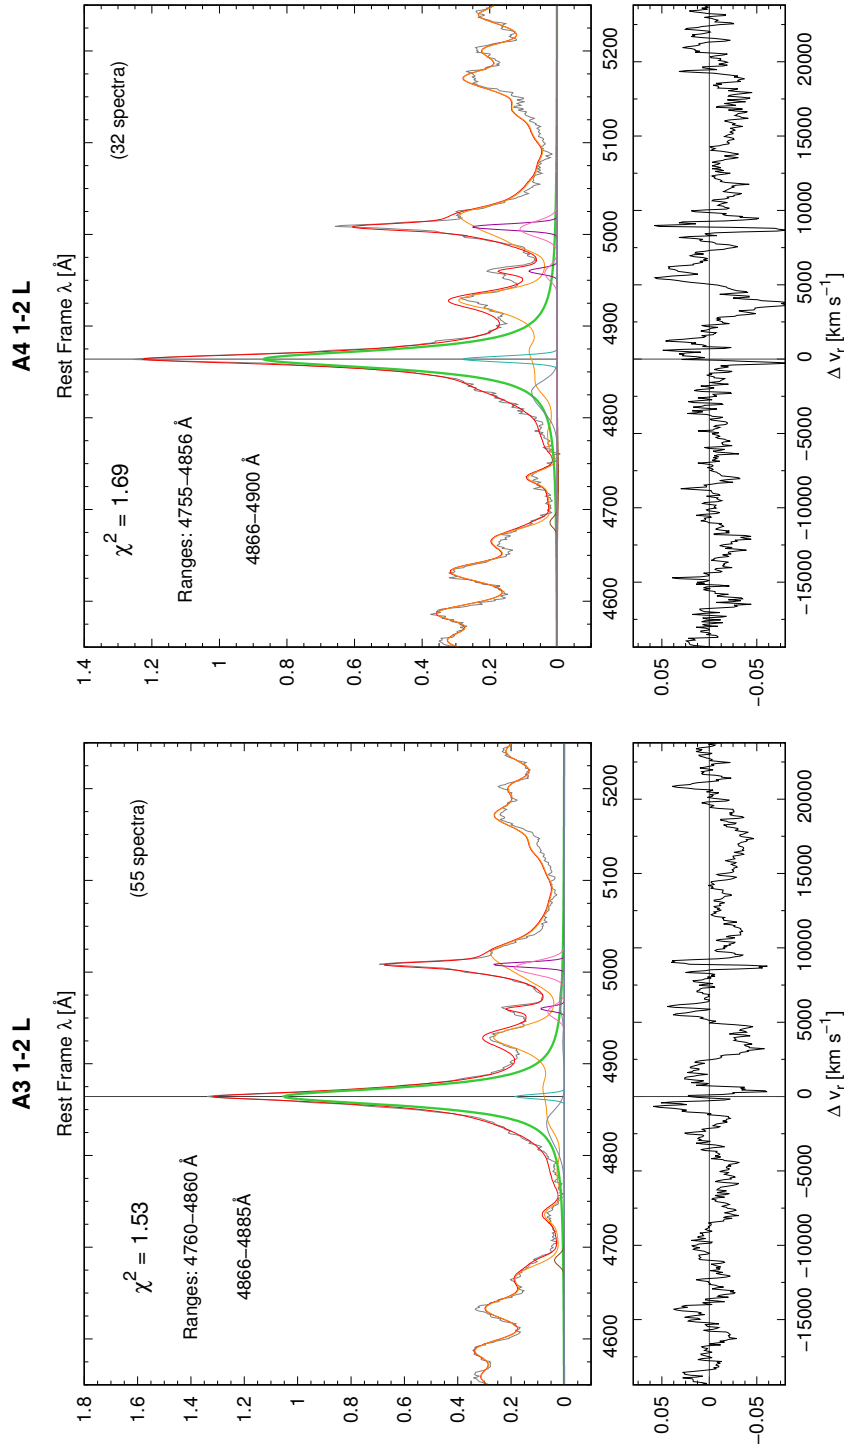 A3 1-2 L
Rest Frame λ [Å]
χ² = 1.53
(55 spectra)
Ranges: 4760−4860 Å
4866−4885Å
1.8
1.6
1.4
1.2
1
0.8
0.6
0.4
0.2
0
4600 4700 4800 4900 5000 5100 5200
0.05
0
−0.05
−15000 −10000 −5000 0 5000 10000 15000 20000
Δ vr [km s⁻¹]
A4 1-2 L
Rest Frame λ [Å]
χ² = 1.69
(32 spectra)
Ranges: 4755−4856 Å
4866−4900 Å
1.4
1.2
1
0.8
0.6
0.4
0.2
0
4600 4700 4800 4900 5000 5100 5200
0.05
0
−0.05
−15000 −10000 −5000 0 5000 10000 15000 20000
Δ vr [km s⁻¹]